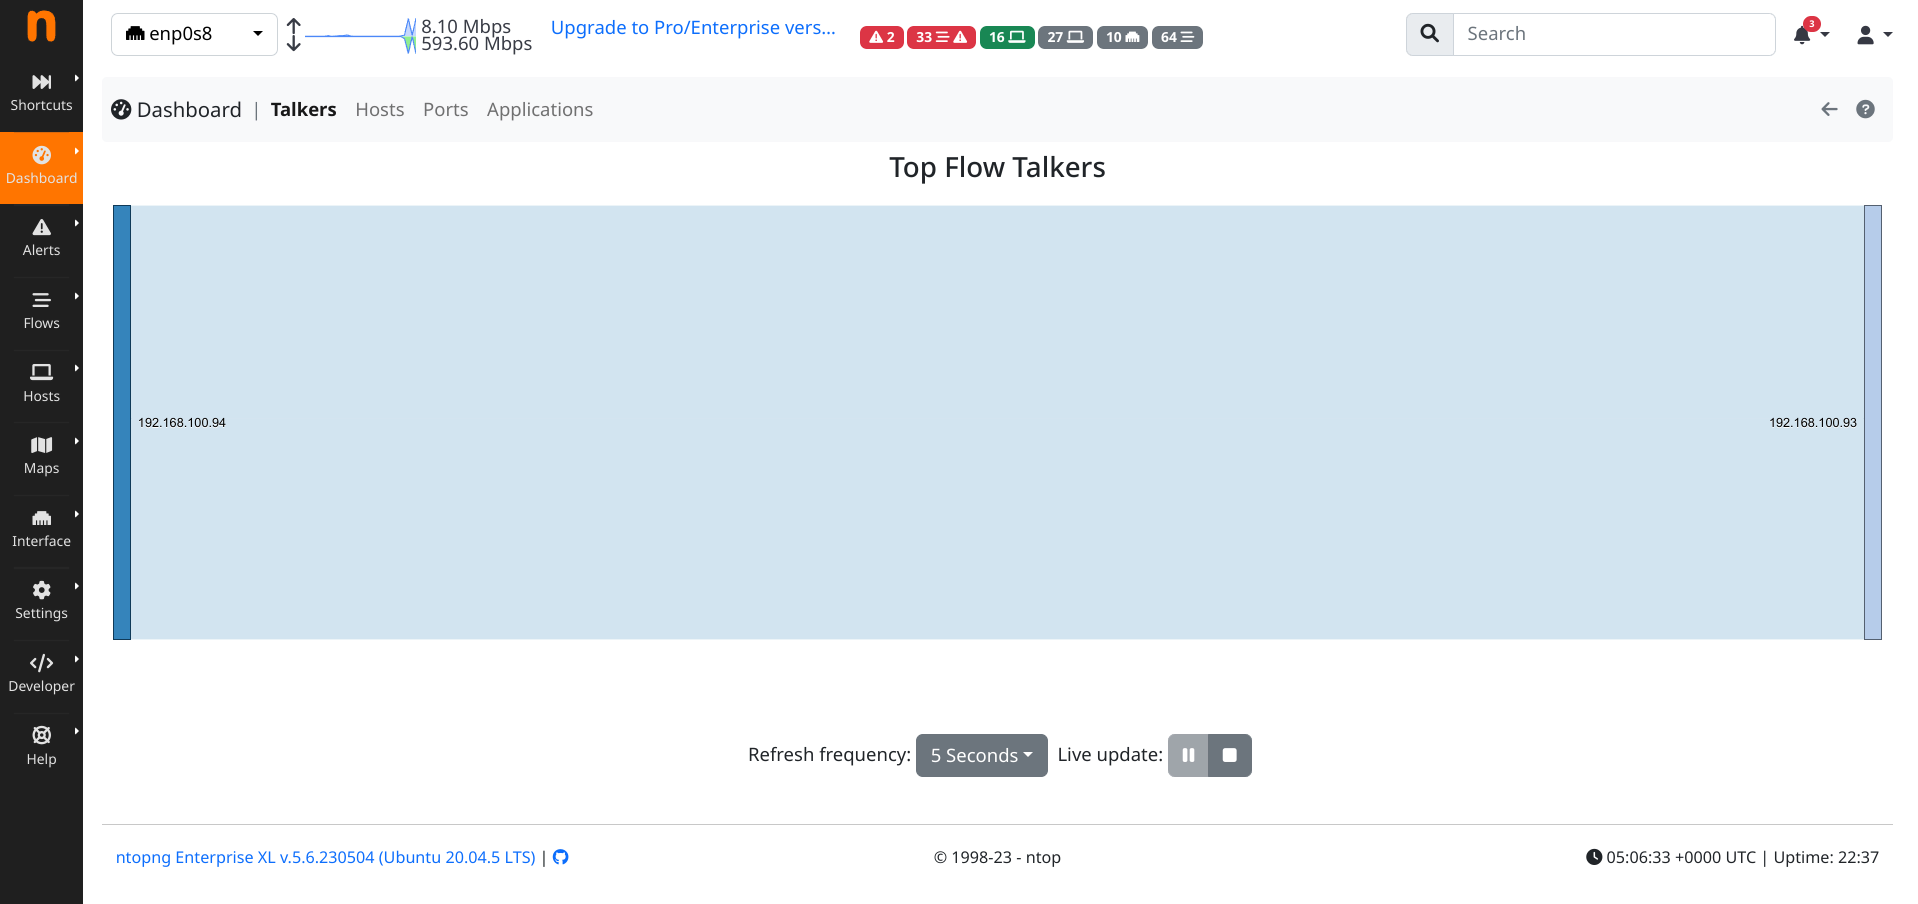 n
enp0s8
8.10 Mbps
593.60 Mbps
Upgrade to Pro/Enterprise vers...
2
33
16
27
10
64
Search
3
Shortcuts
Dashboard
Alerts
Flows
Hosts
Maps
Interface
Settings
Developer
Help
Dashboard | Talkers Hosts Ports Applications
Top Flow Talkers
192.168.100.94
192.168.100.93
Refresh frequency: 5 Seconds Live update:
ntopng Enterprise XL v.5.6.230504 (Ubuntu 20.04.5 LTS) |
© 1998-23 - ntop
05:06:33 +0000 UTC | Uptime: 22:37